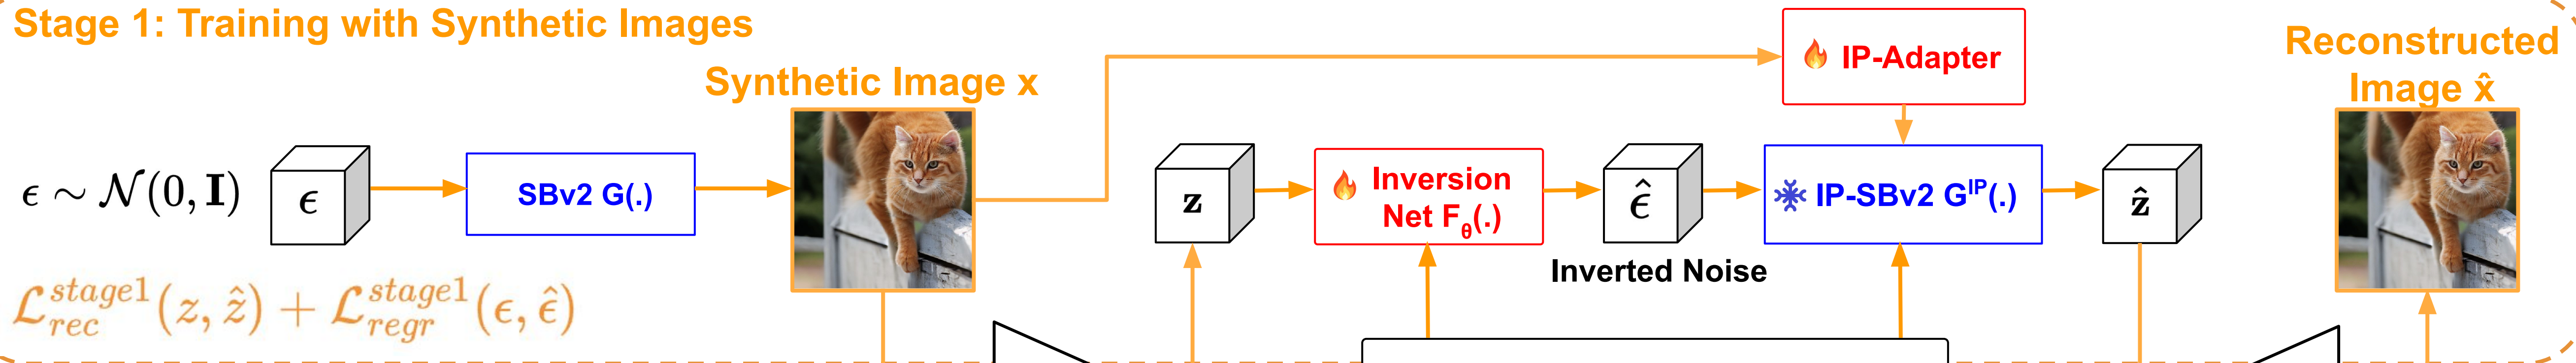 Stage 1: Training with Synthetic Images
Synthetic Image x
IP-Adapter
Reconstructed
Image x̂
ϵ ∼ 𝒩(0, I)
ϵ
SBv2 G(.)
z
Inversion
Net F_θ(.)
ϵ̂
IP-SBv2 G^IP(.)
ẑ
Inverted Noise
ℒ_rec^stage1(z, ẑ) + ℒ_regr^stage1(ϵ, ϵ̂)